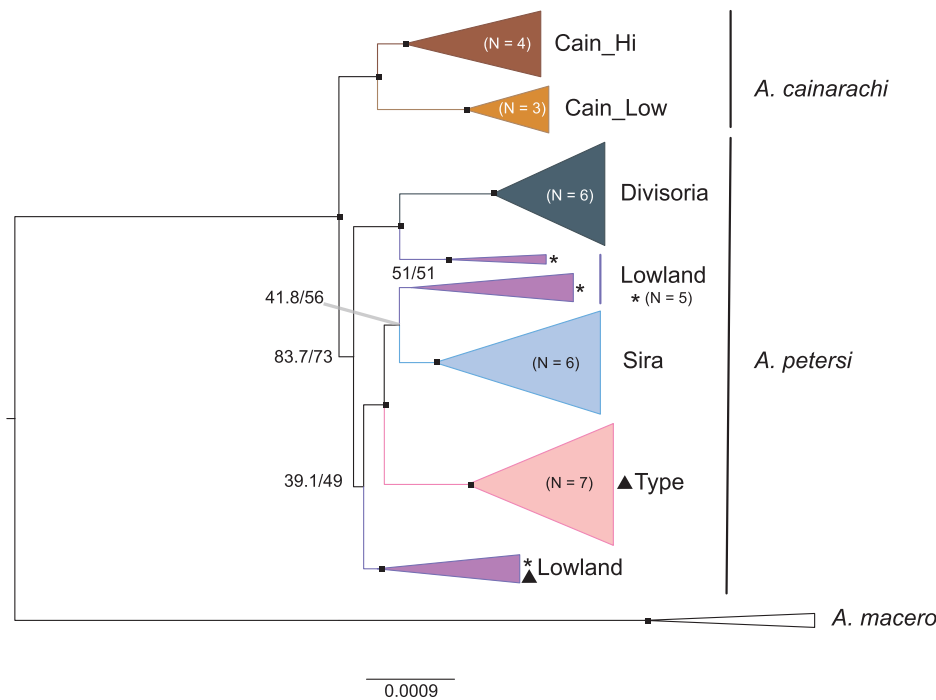 (N = 4) Cain_Hi
A. cainarachi
(N = 3) Cain_Low
(N = 6) Divisoria
*
51/51
*
Lowland
* (N = 5)
41.8/56
83.7/73
(N = 6) Sira
A. petersi
39.1/49
(N = 7) ▲Type
*
▲Lowland
A. macero
0.0009